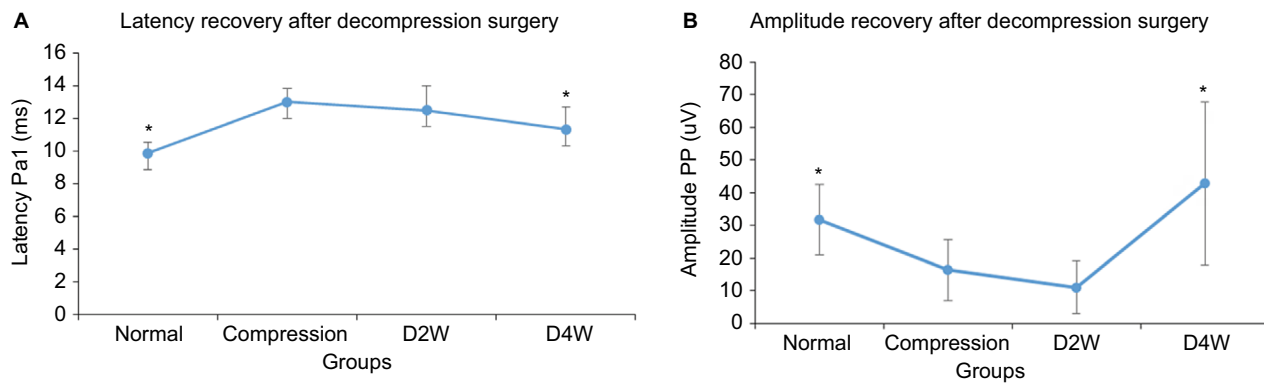 A Latency recovery after decompression surgery
16
14
12
10
8
6
4
2
0
Latency Pa1 (ms)
*
*
Normal Compression D2W D4W
Groups
B Amplitude recovery after decompression surgery
80
70
60
50
40
30
20
10
0
Amplitude PP (uV)
*
*
Normal Compression D2W D4W
Groups